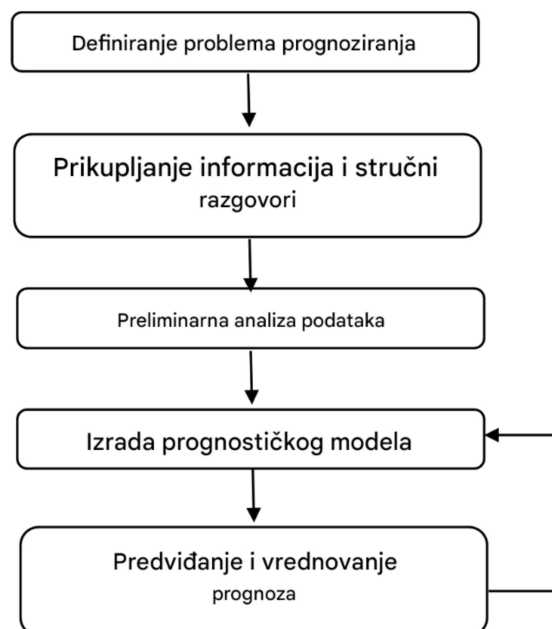 Definiranje problema prognoziranja
Prikupljanje informacija i stručni
razgovori
Preliminarna analiza podataka
Izrada prognostičkog modela
Predviđanje i vrednovanje
prognoza